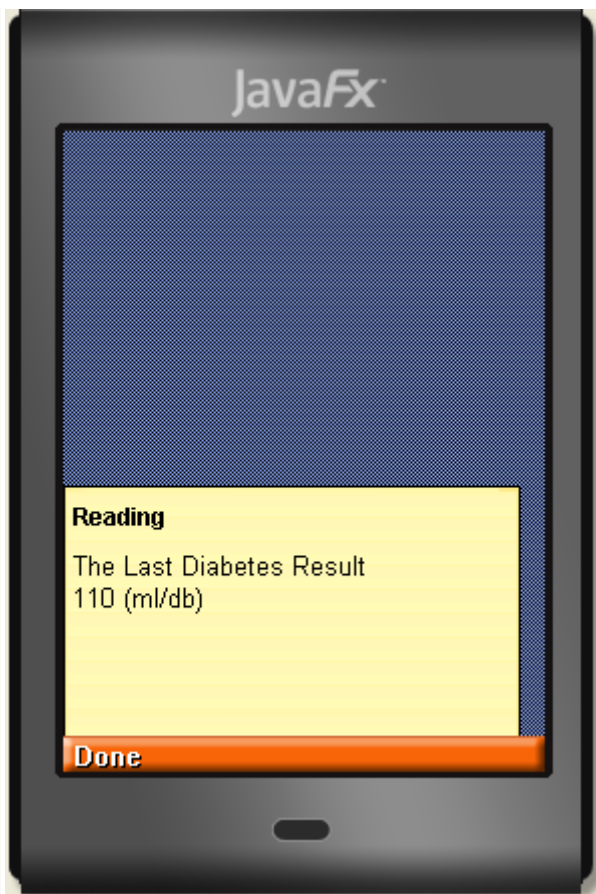 JavaFx
Reading
The Last Diabetes Result
110 (ml/db)
Done